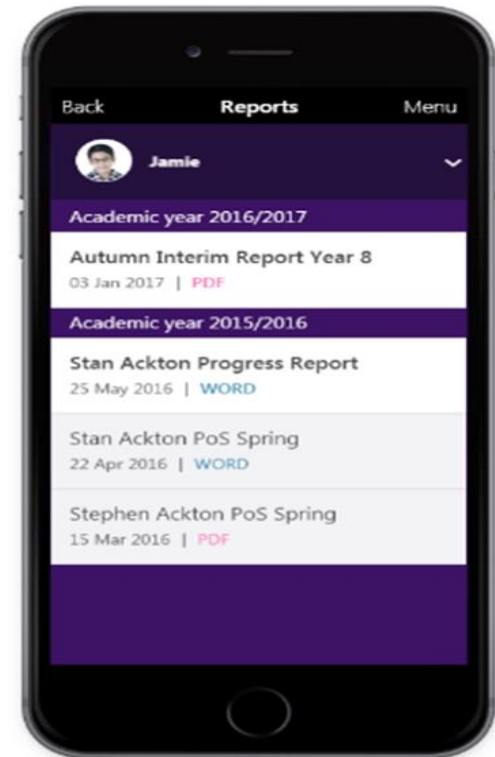 Back Reports Menu
Jamie
Academic year 2016/2017
Autumn Interim Report Year 8
03 Jan 2017 | PDF
Academic year 2015/2016
Stan Ackton Progress Report
25 May 2016 | WORD
Stan Ackton PoS Spring
22 Apr 2016 | WORD
Stephen Ackton PoS Spring
15 Mar 2016 | PDF